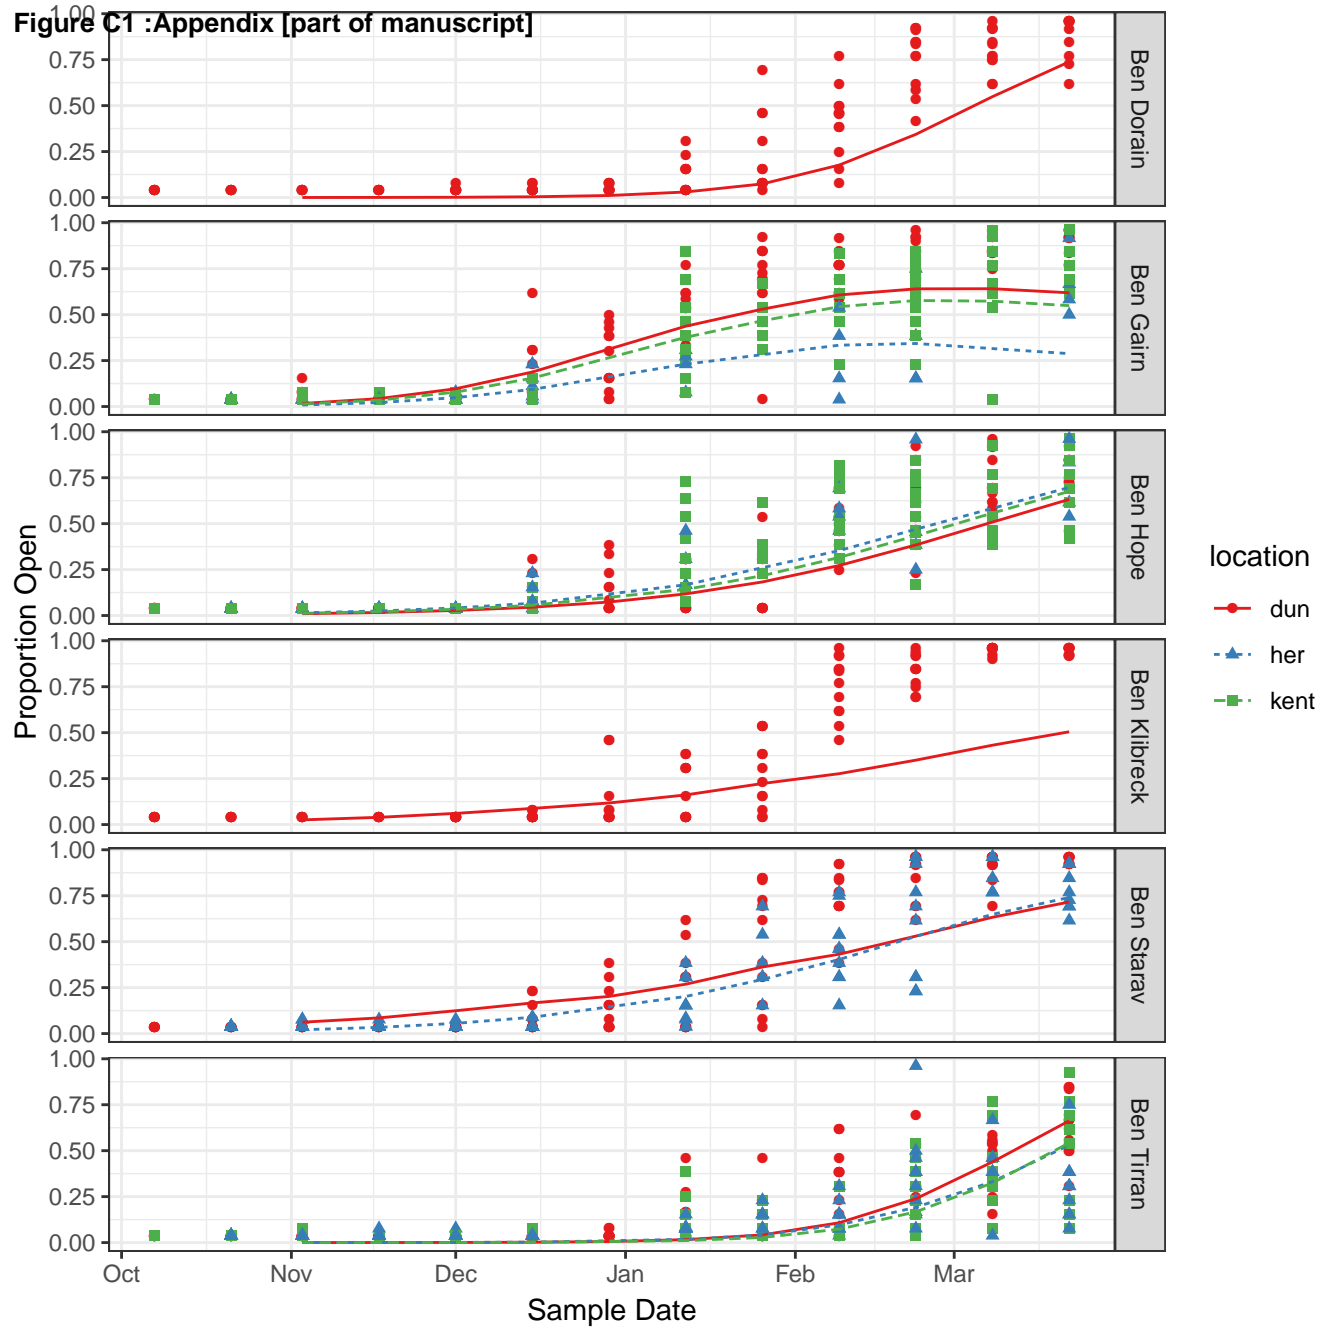 Figure C1 :Appendix [part of manuscript]
1.00
0.75
0.50
0.25
0.00
Ben Dorain
1.00
0.75
0.50
0.25
0.00
Ben Gairn
1.00
0.75
0.50
0.25
0.00
Ben Hope
1.00
0.75
0.50
0.25
0.00
Ben Klibreck
1.00
0.75
0.50
0.25
0.00
Ben Starav
1.00
0.75
0.50
0.25
0.00
Ben Tirran
Proportion Open
Oct Nov Dec Jan Feb Mar
Sample Date
location
dun
her
kent